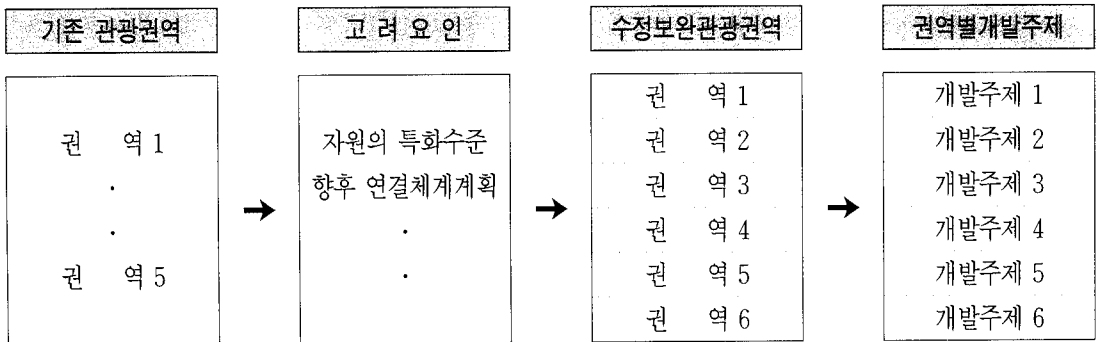 기존 관광권역
권 역 1
·
·
권 역 5
→
고 려 요 인
자원의 특화수준
향후 연결체계계획
·
·
→
수정보완관광권역
권 역 1
권 역 2
권 역 3
권 역 4
권 역 5
권 역 6
→
권역별개발주제
개발주제 1
개발주제 2
개발주제 3
개발주제 4
개발주제 5
개발주제 6